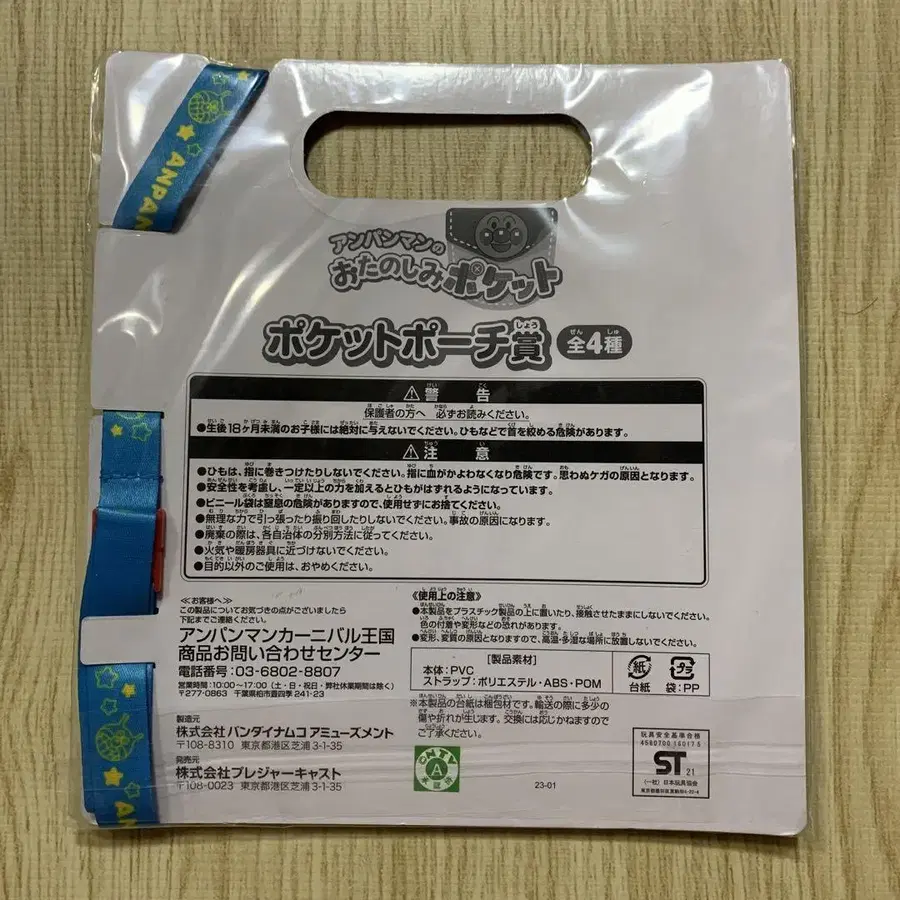 ANPAN
アンパンマンの
おたのしみポケット
ポケットポーチ賞 全4種
⚠警告
保護者の方へ 必ずお読みください。
●生後18ヶ月未満のお子様には絶対に与えないでください。ひもなどで首を絞める危険があります。
⚠注意
●ひもは、指に巻きつけたりしないでください。指に血がかよわなくなり危険です。思わぬケガの原因となります。
●安全性を考慮し、一定以上の力を加えるとひもがはずれるようになっています。
●ビニール袋は窒息の危険がありますので、使用せずにお捨てください。
●無理な力で引っ張ったり振り回したりしないでください。事故の原因になります。
●廃棄の際は、各自治体の分別方法に従ってください。
●火気や暖房器具に近づけないでください。
●目的以外のご使用は、おやめください。
≪お客様へ≫
この製品についてお気づきの点がございましたら
下記までご連絡ください。
アンパンマンカーニバル王国
商品お問い合わせセンター
電話番号:03-6802-8807
営業時間:10:00〜17:00(土・日・祝日・弊社休業期間は除く)
〒277-0863 千葉県柏市豊四季241-23
製造元
株式会社バンダイナムコアミューズメント
〒108-8310 東京都港区芝浦3-1-35
発売元
株式会社プレジャーキャスト
〒108-0023 東京都港区芝浦3-1-35
《使用上の注意》
●本製品をプラスチック製品の上に置いたり、接触させたままにしないでください。
色の付着や変形などの恐れがあります。
●変形、変質の原因となりますので、高温・多湿な場所に放置しないでください。
[製品素材]
本体:PVC
ストラップ:ポリエステル・ABS・POM
紙
台紙
プラ
袋:PP
※本製品の台紙は梱包材です。輸送の際に多少の
傷や折れが生じます。交換には応じかねますので
ご了承ください。
©NTV
A
承認
23-01
玩具安全基準合格
ST 21
(一社)日本玩具協会
AN